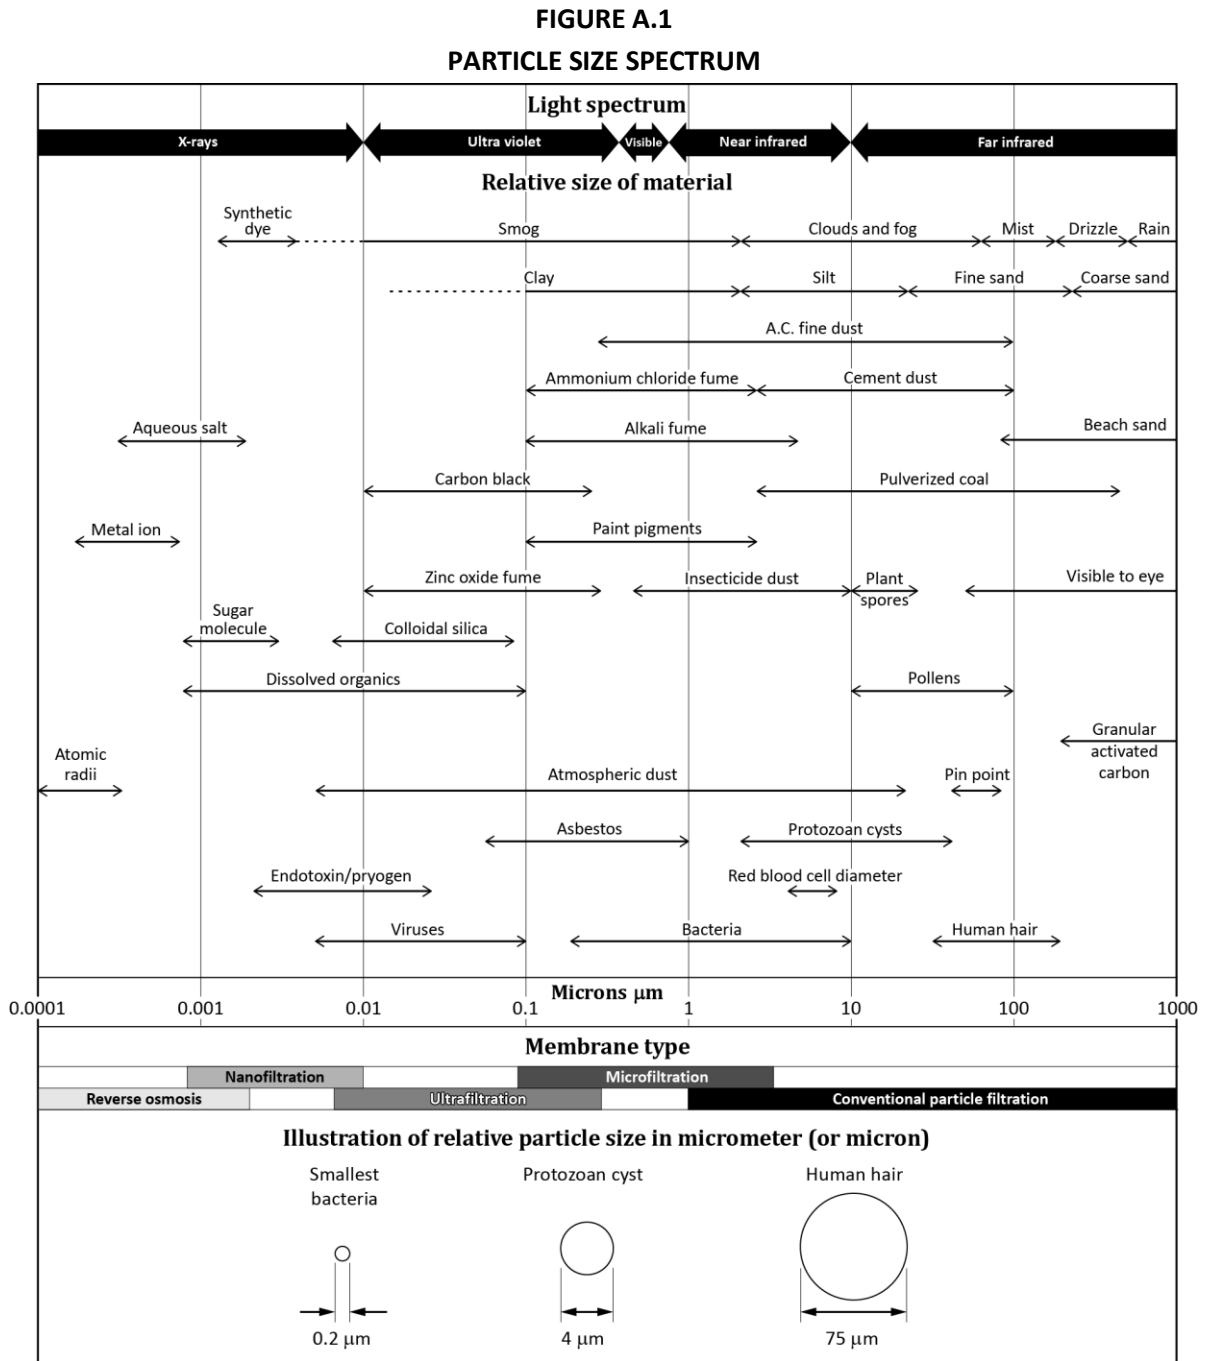 FIGURE A.1
PARTICLE SIZE SPECTRUM
Light spectrum
X-rays
Ultra violet
Visible
Near infrared
Far infrared
Relative size of material
Synthetic
dye
Smog
Clouds and fog
Mist
Drizzle
Rain
Clay
Silt
Fine sand
Coarse sand
A.C. fine dust
Ammonium chloride fume
Cement dust
Aqueous salt
Alkali fume
Beach sand
Carbon black
Pulverized coal
Metal ion
Paint pigments
Zinc oxide fume
Insecticide dust
Plant
spores
Visible to eye
Sugar
molecule
Colloidal silica
Dissolved organics
Pollens
Granular
activated
carbon
Atomic
radii
Atmospheric dust
Pin point
Asbestos
Protozoan cysts
Endotoxin/pryogen
Red blood cell diameter
Viruses
Bacteria
Human hair
Microns μm
0.0001
0.001
0.01
0.1
1
10
100
1000
Membrane type
Nanofiltration
Microfiltration
Reverse osmosis
Ultrafiltration
Conventional particle filtration
Illustration of relative particle size in micrometer (or micron)
Smallest
bacteria
Protozoan cyst
Human hair
0.2 μm
4 μm
75 μm